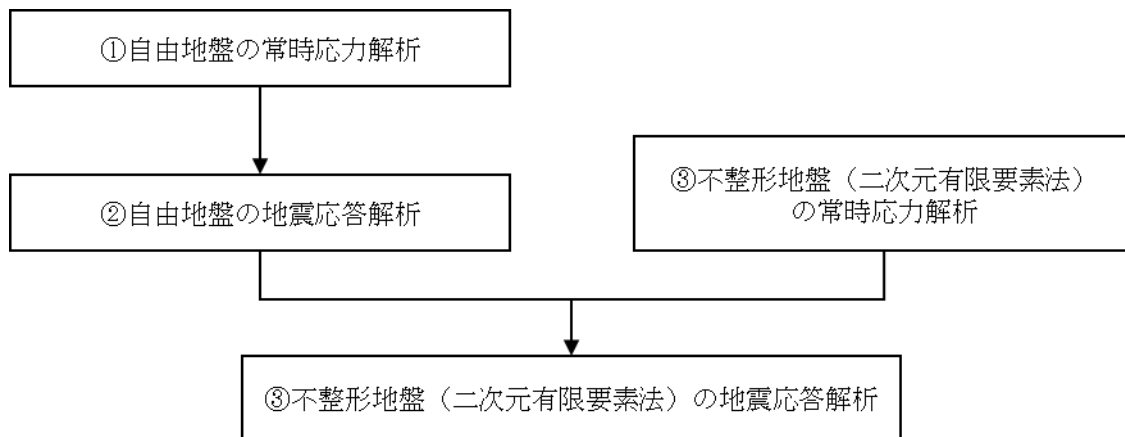 ①自由地盤の常時応力解析
②自由地盤の地震応答解析
③不整形地盤（二次元有限要素法）
の常時応力解析
③不整形地盤（二次元有限要素法）の地震応答解析